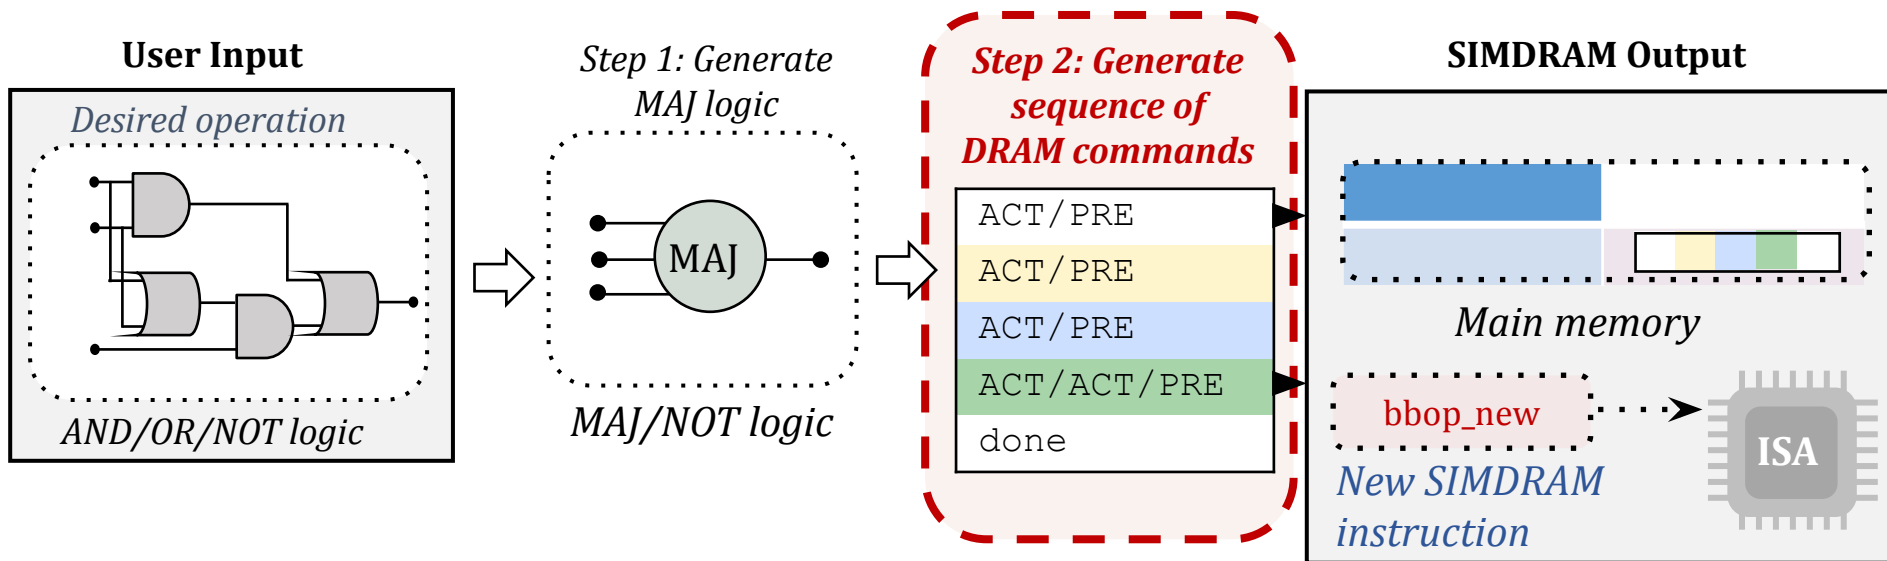 User Input
Desired operation
AND/OR/NOT logic
Step 1: Generate
MAJ logic
MAJ
MAJ/NOT logic
Step 2: Generate
sequence of
DRAM commands
ACT/PRE
ACT/PRE
ACT/PRE
ACT/ACT/PRE
done
SIMDRAM Output
Main memory
bbop_new
ISA
New SIMDRAM
instruction